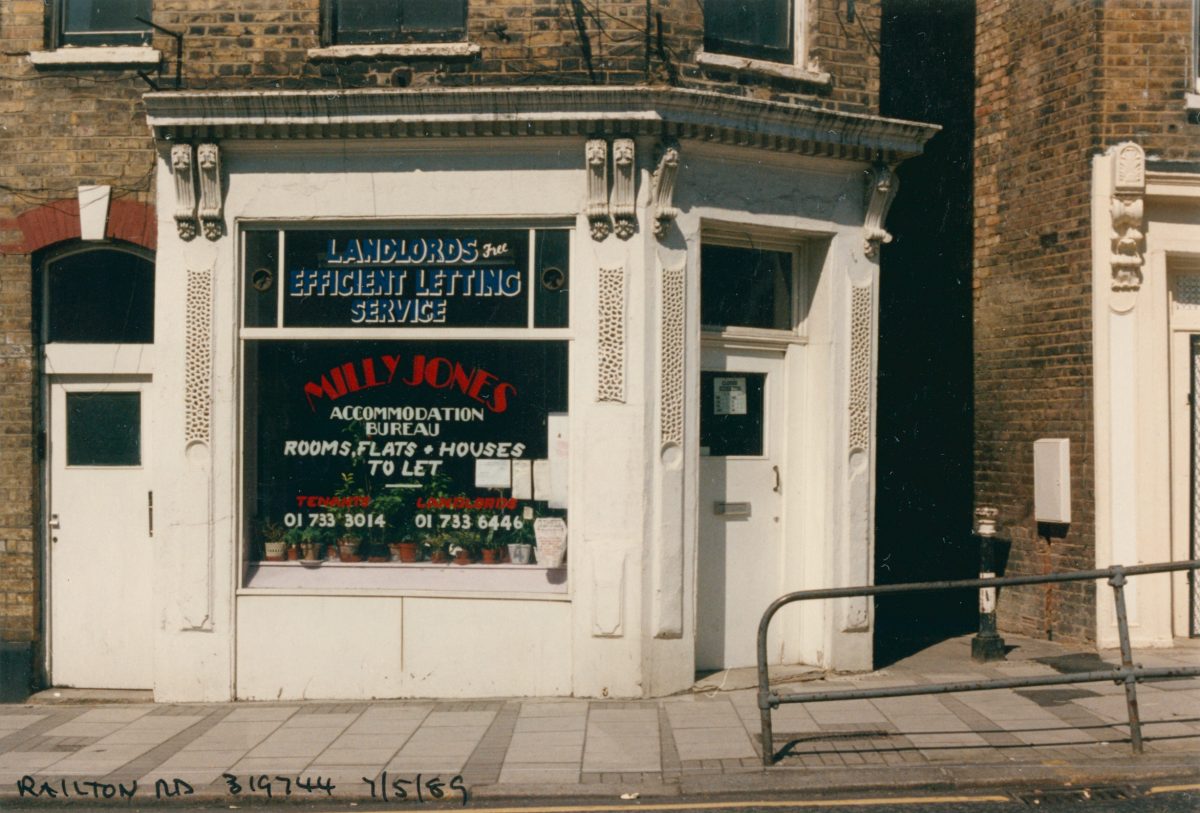 LANDLORDS Free
EFFICIENT LETTING
SERVICE
MILLY JONES
ACCOMMODATION
BUREAU
ROOMS, FLATS + HOUSES
TO LET
TENANTS LANDLORDS
01 733 3014 01 733 6446
CLOSED
RAILTON RD 319744 7/5/89